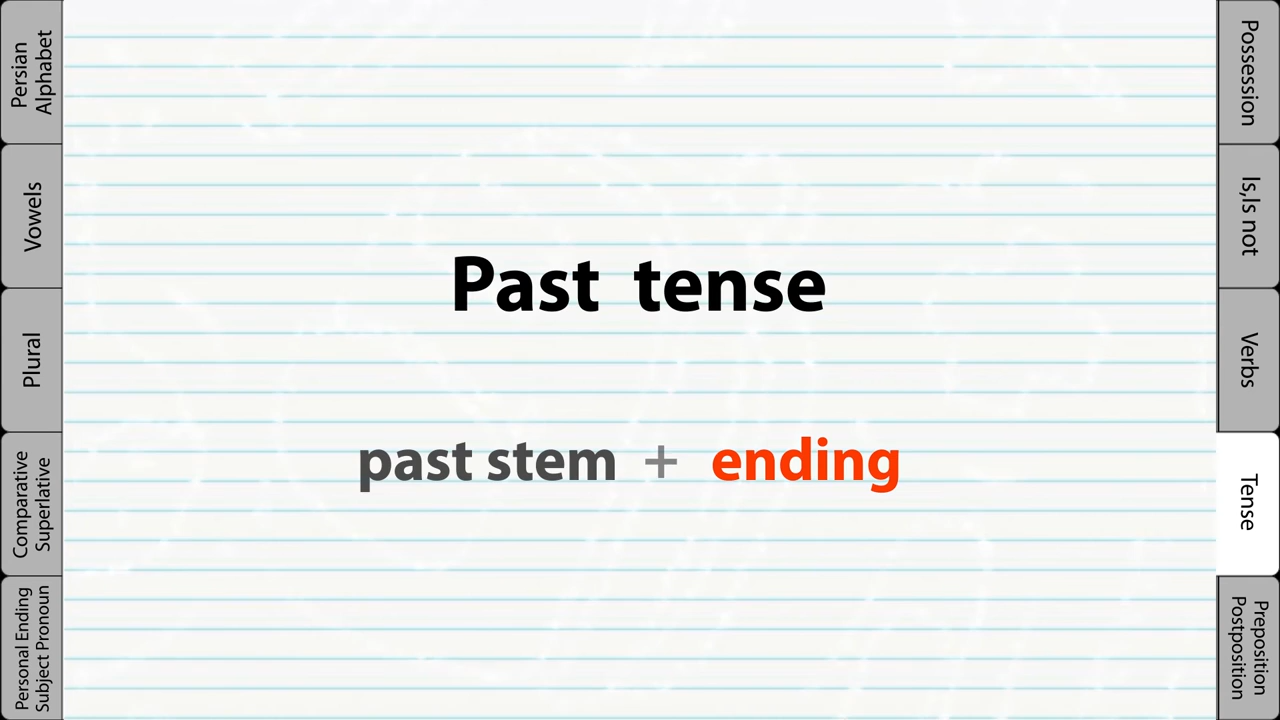 Persian
Alphabet
Vowels
Plural
Comparative
Superlative
Personal Ending
Subject Pronoun
Past tense
past stem + ending
Possession
Is,Is not
Verbs
Tense
Preposition
Postposition